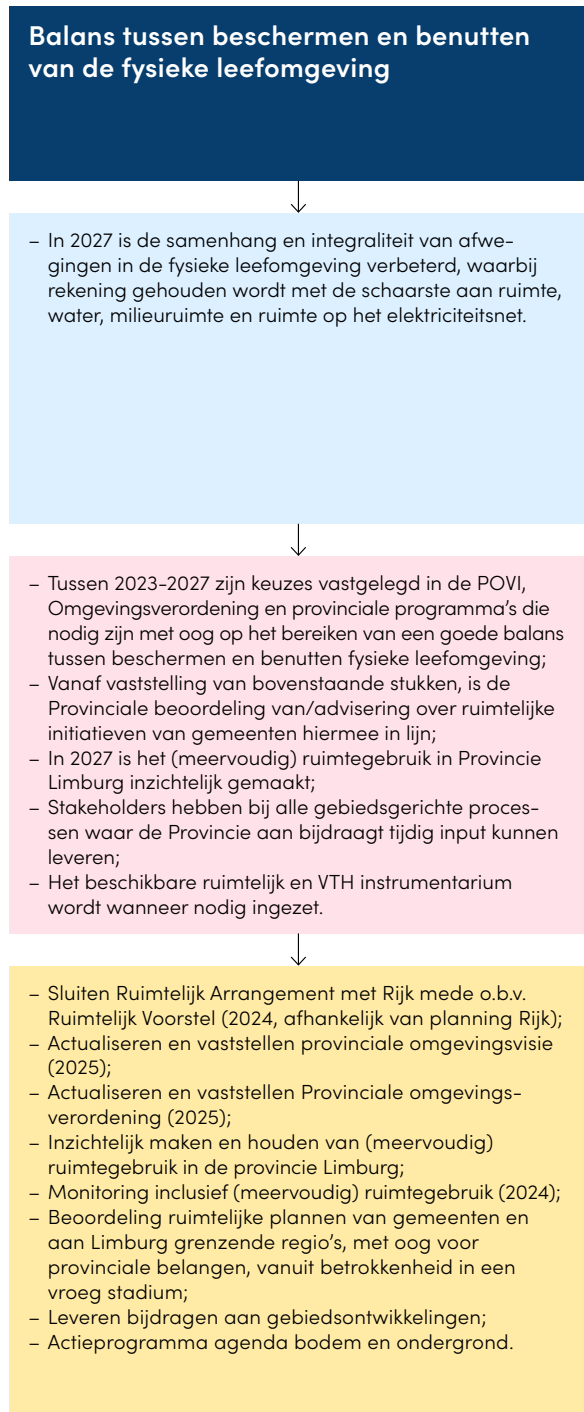 Balans tussen beschermen en benutten
van de fysieke leefomgeving
– In 2027 is de samenhang en integraliteit van afwe-
gingen in de fysieke leefomgeving verbeterd, waarbij
rekening gehouden wordt met de schaarste aan ruimte,
water, milieuruimte en ruimte op het elektriciteitsnet.
– Tussen 2023-2027 zijn keuzes vastgelegd in de POVI,
Omgevingsverordening en provinciale programma’s die
nodig zijn met oog op het bereiken van een goede balans
tussen beschermen en benutten fysieke leefomgeving;
– Vanaf vaststelling van bovenstaande stukken, is de
Provinciale beoordeling van/advisering over ruimtelijke
initiatieven van gemeenten hiermee in lijn;
– In 2027 is het (meervoudig) ruimtegebruik in Provincie
Limburg inzichtelijk gemaakt;
– Stakeholders hebben bij alle gebiedsgerichte proces-
sen waar de Provincie aan bijdraagt tijdig input kunnen
leveren;
– Het beschikbare ruimtelijk en VTH instrumentarium
wordt wanneer nodig ingezet.
– Sluiten Ruimtelijk Arrangement met Rijk mede o.b.v.
Ruimtelijk Voorstel (2024, afhankelijk van planning Rijk);
– Actualiseren en vaststellen provinciale omgevingsvisie
(2025);
– Actualiseren en vaststellen Provinciale omgevings-
verordening (2025);
– Inzichtelijk maken en houden van (meervoudig)
ruimtegebruik in de provincie Limburg;
– Monitoring inclusief (meervoudig) ruimtegebruik (2024);
– Beoordeling ruimtelijke plannen van gemeenten en
aan Limburg grenzende regio’s, met oog voor
provinciale belangen, vanuit betrokkenheid in een
vroeg stadium;
– Leveren bijdragen aan gebiedsontwikkelingen;
– Actieprogramma agenda bodem en ondergrond.